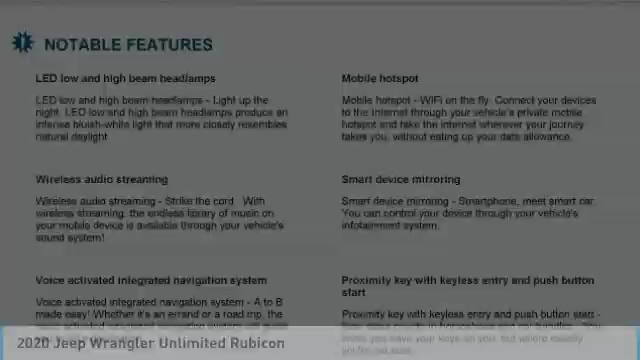 NOTABLE FEATURES
LED low and high beam headlamps
LED low and high beam headlamps - Light up the
night. LED low and high beam headlamps produce an
intense bluish-white light that more closely resembles
natural daylight
Wireless audio streaming
Wireless audio streaming - Strike the cord. With
wireless streaming, the endless library of music on
your mobile device is available through your vehicle's
sound system!
Voice activated integrated navigation system
Voice activated integrated navigation system - A to B
made easy! Whether it's an errand or a road trip, the
Mobile hotspot
Mobile hotspot - WiFi on the fly. Connect your devices
to the Internet through your vehicle's private mobile
hotspot and take the internet wherever your journey
takes you, without eating up your data allowance.
Smart device mirroring
Smart device mirroring - Smartphone, meet smart car.
You can control your device through your vehicle's
infotainment system.
Proximity key with keyless entry and push button
start
Proximity key with keyless entry and push button start -
2020 Jeep Wrangler Unlimited Rubicon